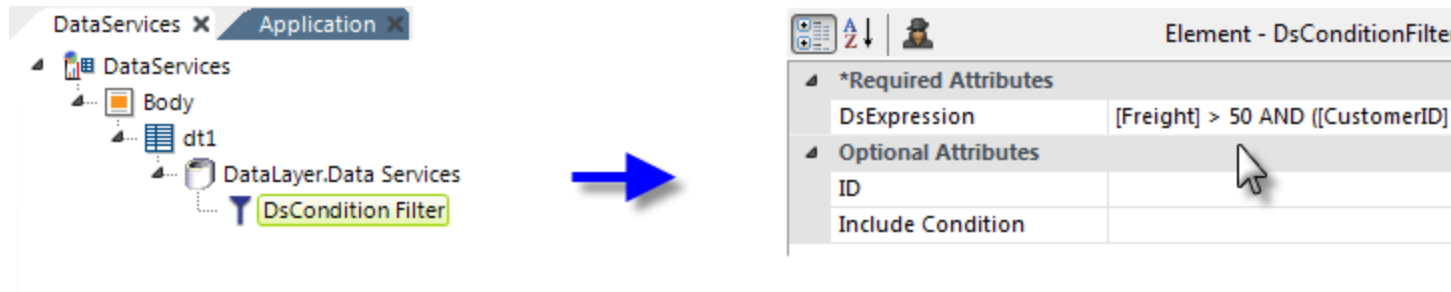 DataServices Application
DataServices
Body
dt1
DataLayer.Data Services
DsCondition Filter
A Z
Element - DsConditionFilter
*Required Attributes
DsExpression [Freight] > 50 AND ([CustomerID]
Optional Attributes
ID
Include Condition